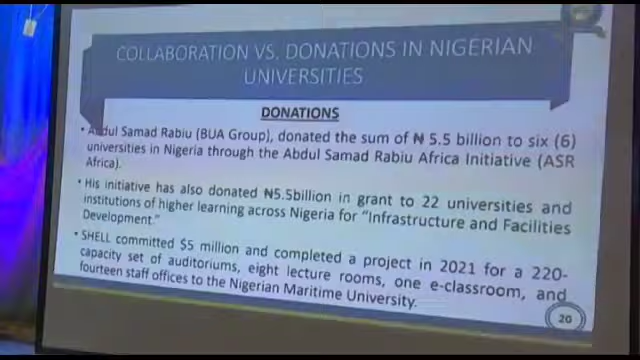 COLLABORATION VS. DONATIONS IN NIGERIAN
UNIVERSITIES
DONATIONS
• Abdul Samad Rabiu (BUA Group), donated the sum of ₦ 5.5 billion to six (6)
universities in Nigeria through the Abdul Samad Rabiu Africa Initiative (ASR
Africa).
• His initiative has also donated ₦5.5billion in grant to 22 universities and
institutions of higher learning across Nigeria for "Infrastructure and Facilities
Development."
• SHELL committed $5 million and completed a project in 2021 for a 220-
capacity set of auditoriums, eight lecture rooms, one e-classroom, and
fourteen staff offices to the Nigerian Maritime University.
20